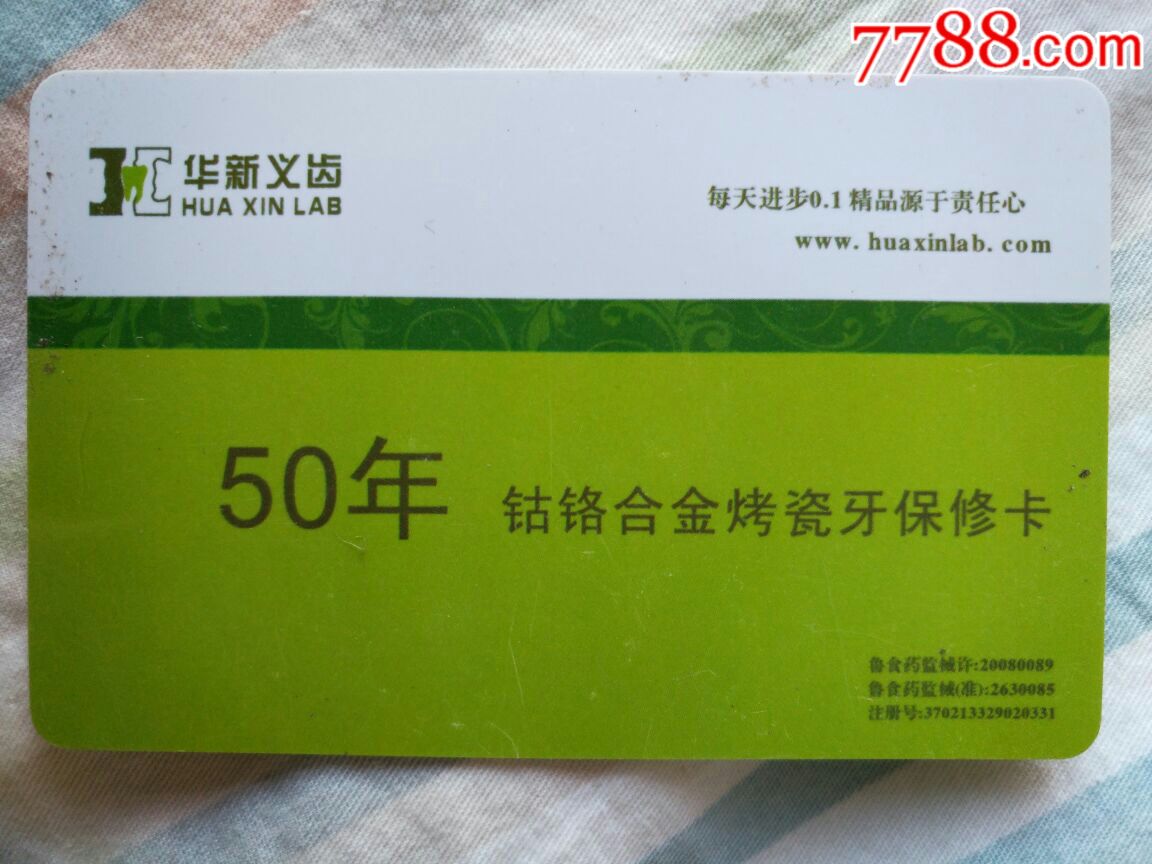 7788.com
华新义齿
HUA XIN LAB
每天进步0.1 精品源于责任心
www. huaxinlab. com
50年 钴铬合金烤瓷牙保修卡
鲁食药监械许:20080089
鲁食药监械(准):2630085
注册号:370213329020331